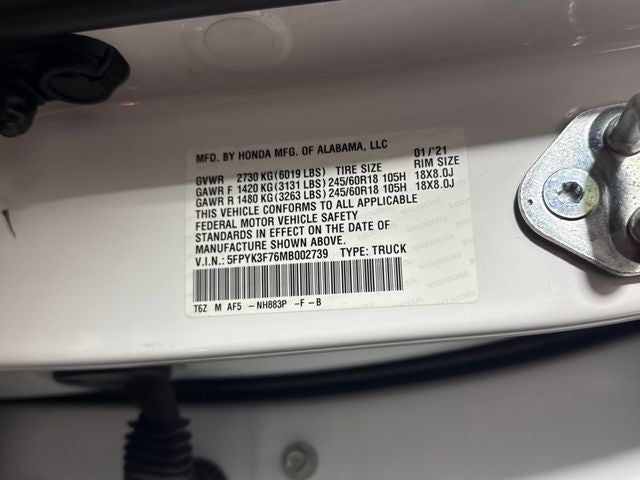 MFD. BY HONDA MFG. OF ALABAMA, LLC 01/'21
GVWR 2730 KG (6019 LBS) TIRE SIZE RIM SIZE
GAWR F 1420 KG (3131 LBS) 245/60R18 105H 18X8.0J
GAWR R 1480 KG (3263 LBS) 245/60R18 105H 18X8.0J
THIS VEHICLE CONFORMS TO ALL APPLICABLE
FEDERAL MOTOR VEHICLE SAFETY
STANDARDS IN EFFECT ON THE DATE OF
MANUFACTURE SHOWN ABOVE.
V.I.N.: 5FPYK3F76MB002739 TYPE: TRUCK
T6Z M AF5 - NH883P -F - B